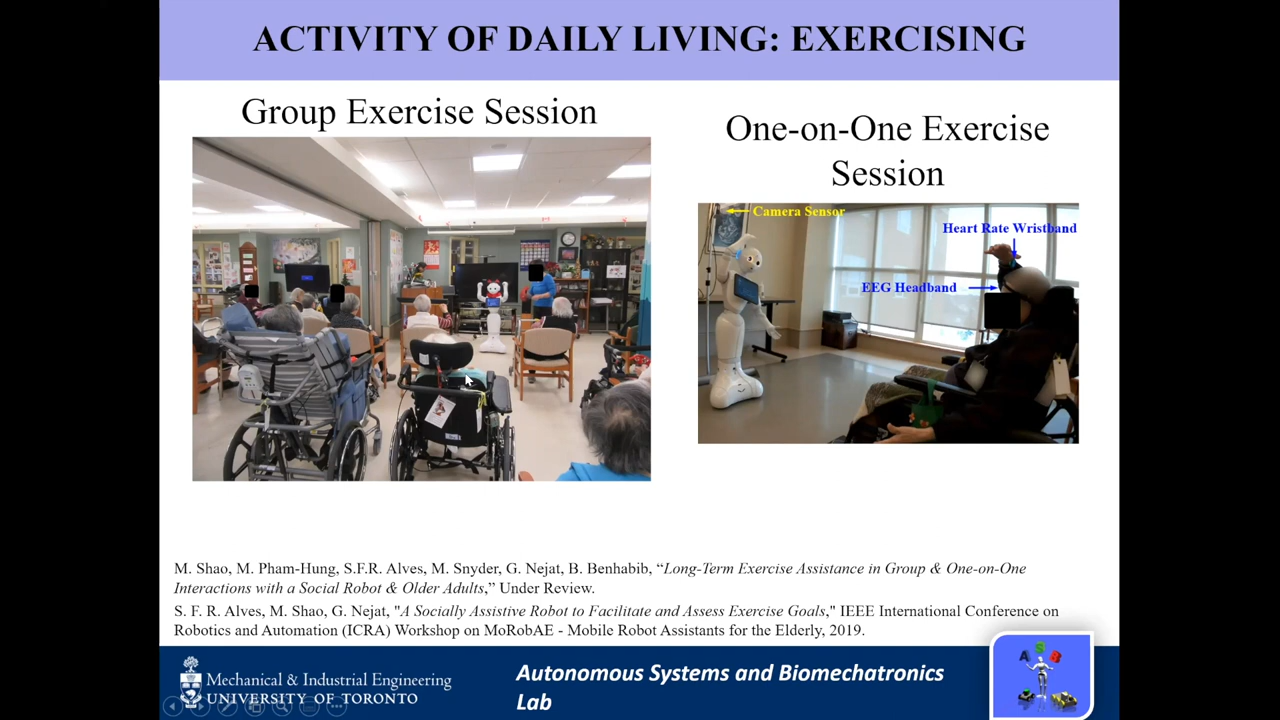 ACTIVITY OF DAILY LIVING: EXERCISING
Group Exercise Session
One-on-One Exercise
Session
Camera Sensor
Heart Rate Wristband
EEG Headband
M. Shao, M. Pham-Hung, S.F.R. Alves, M. Snyder, G. Nejat, B. Benhabib, “Long-Term Exercise Assistance in Group & One-on-One
Interactions with a Social Robot & Older Adults,” Under Review.
S. F. R. Alves, M. Shao, G. Nejat, "A Socially Assistive Robot to Facilitate and Assess Exercise Goals," IEEE International Conference on
Robotics and Automation (ICRA) Workshop on MoRobAE - Mobile Robot Assistants for the Elderly, 2019.
Mechanical & Industrial Engineering
UNIVERSITY OF TORONTO
Autonomous Systems and Biomechatronics
Lab
A S B